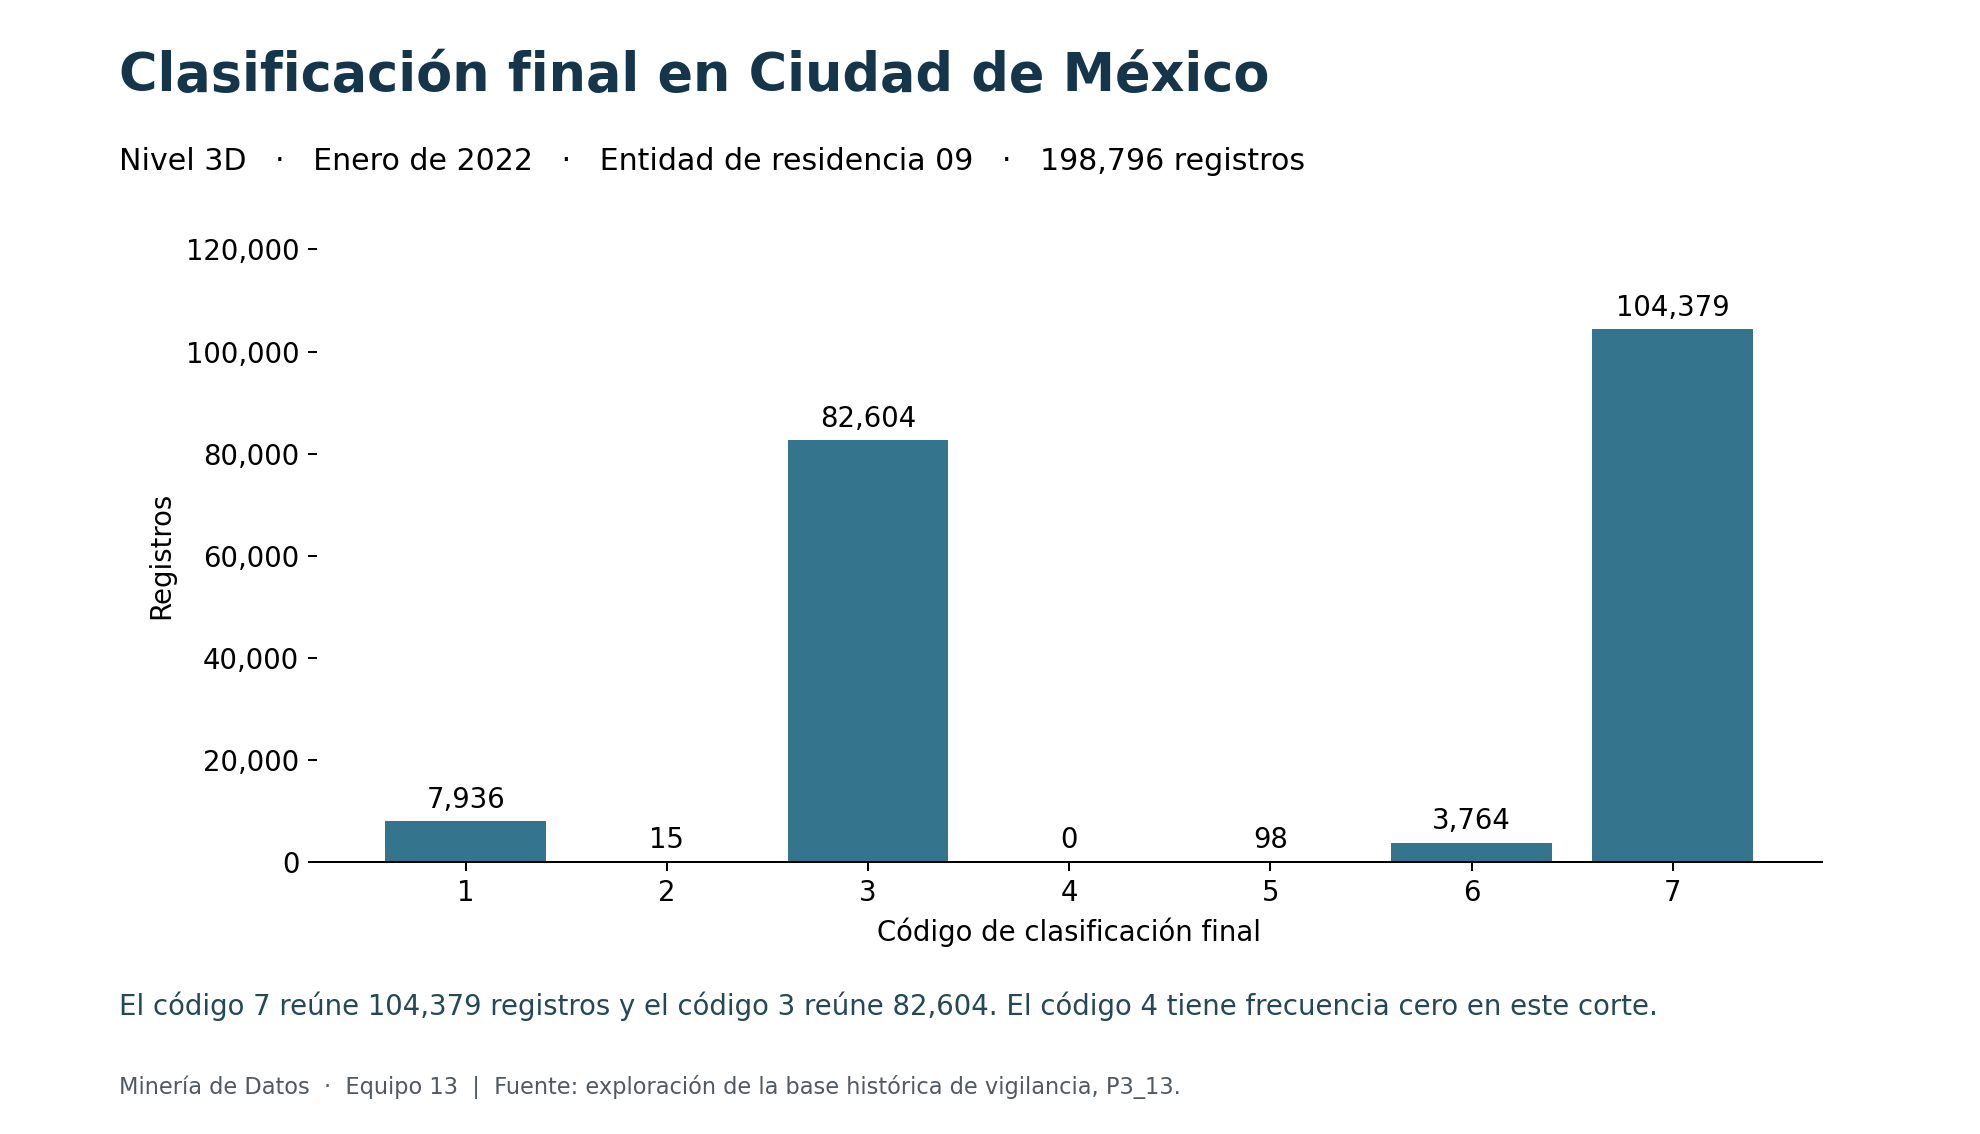 Clasificación final en Ciudad de México
Nivel 3D · Enero de 2022 · Entidad de residencia 09 · 198,796 registros
120,000
100,000
80,000
60,000
40,000
20,000
0
Registros
7,936
15
82,604
0
98
3,764
104,379
1 2 3 4 5 6 7
Código de clasificación final
El código 7 reúne 104,379 registros y el código 3 reúne 82,604. El código 4 tiene frecuencia cero en este corte.
Minería de Datos · Equipo 13 | Fuente: exploración de la base histórica de vigilancia, P3_13.